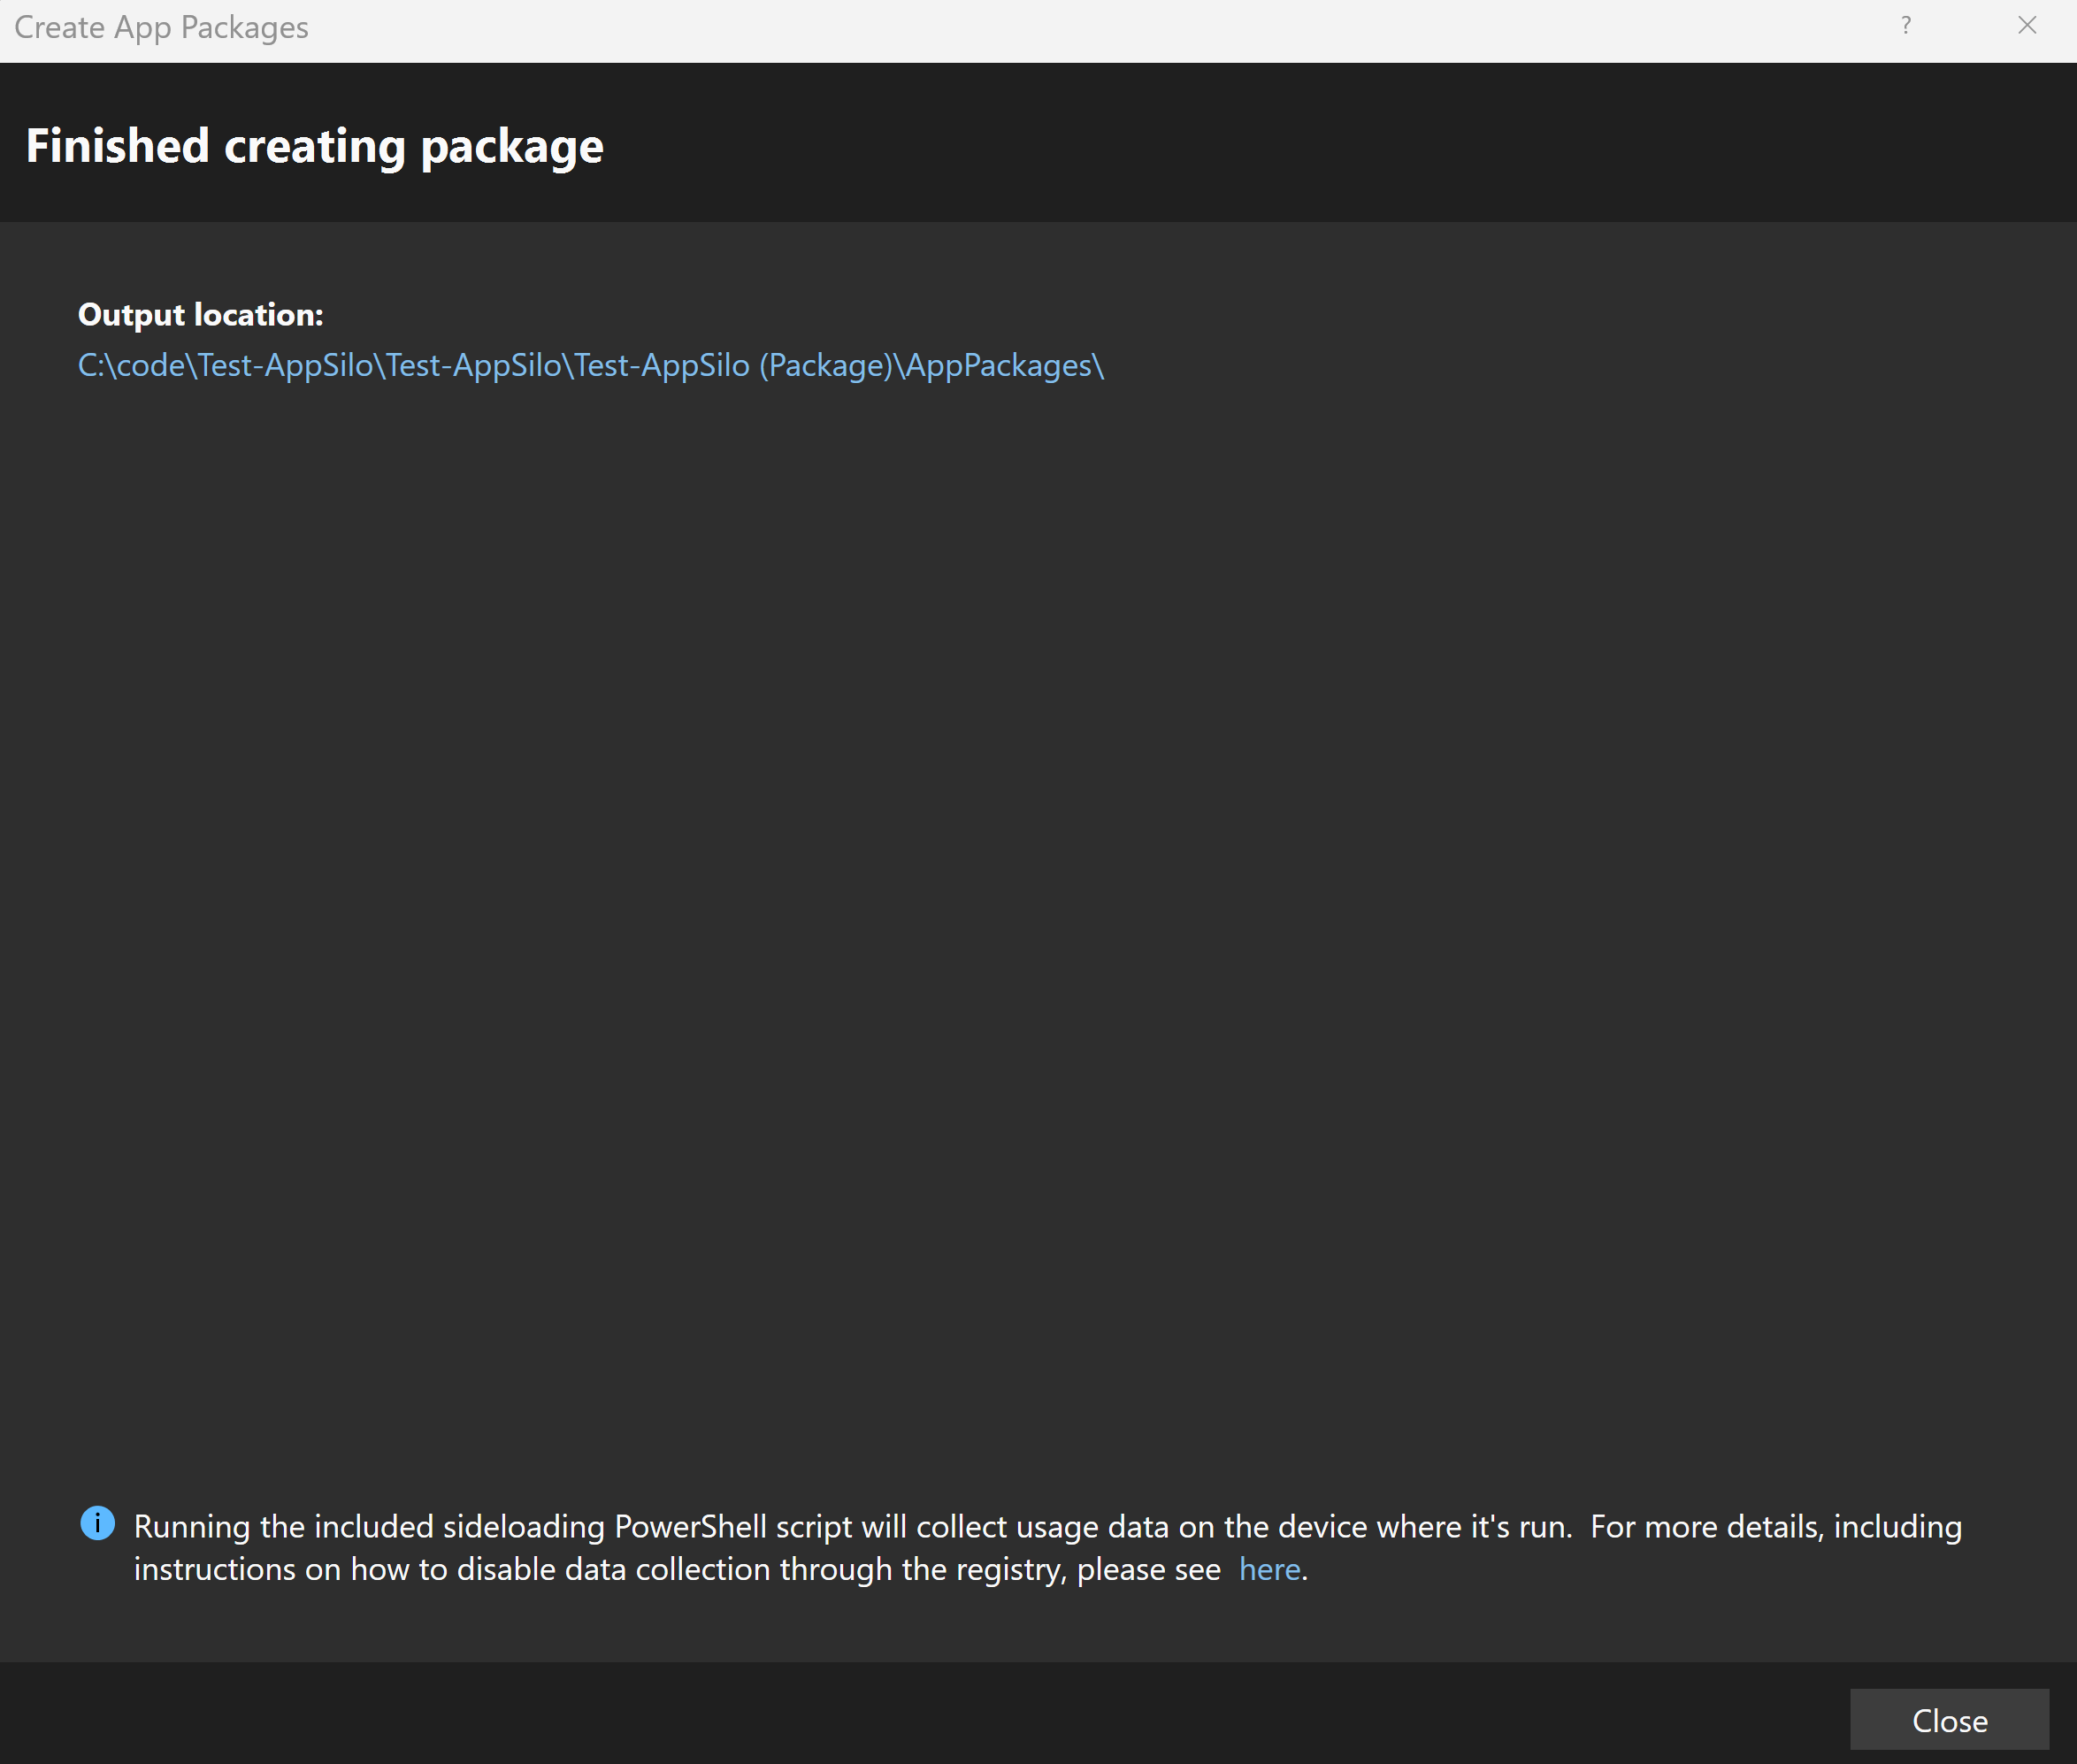 Create App Packages
?
Finished creating package
Output location:
C:\code\Test-AppSilo\Test-AppSilo\Test-AppSilo (Package)\AppPackages\
Running the included sideloading PowerShell script will collect usage data on the device where it's run.  For more details, including
instructions on how to disable data collection through the registry, please see  here.
Close